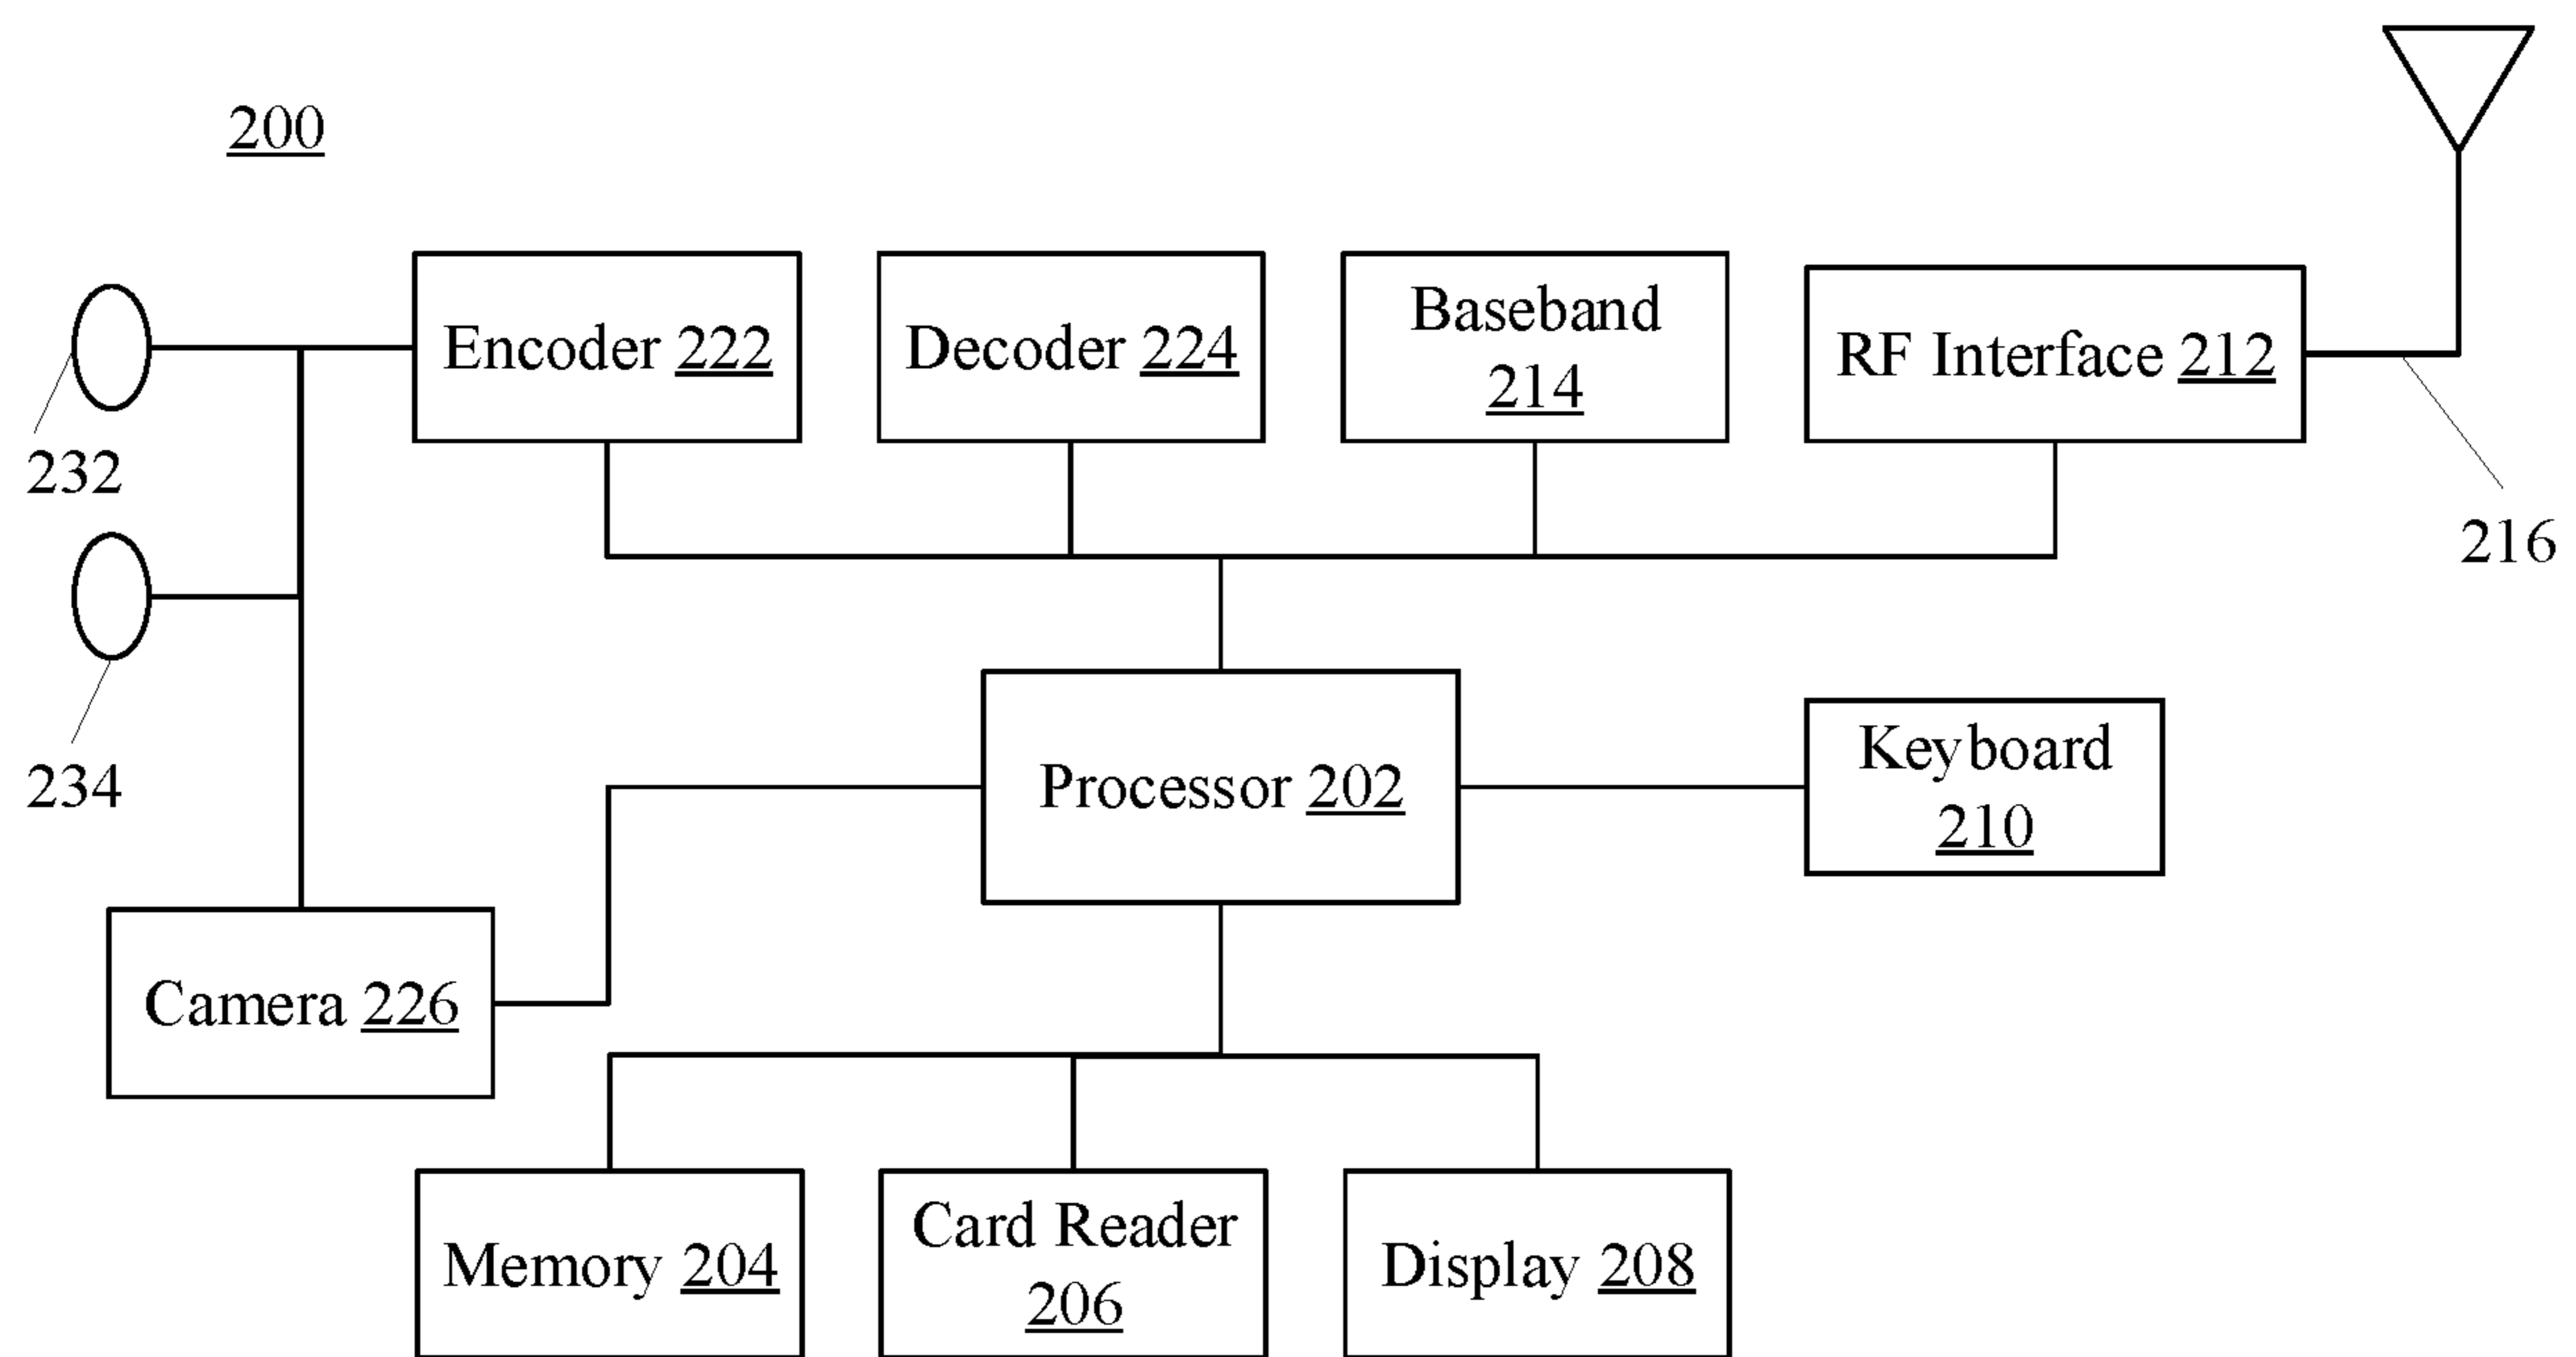 200
Encoder 222
Decoder 224
Baseband
214
RF Interface 212
232
216
234
Processor 202
Keyboard
210
Camera 226
Memory 204
Card Reader
206
Display 208